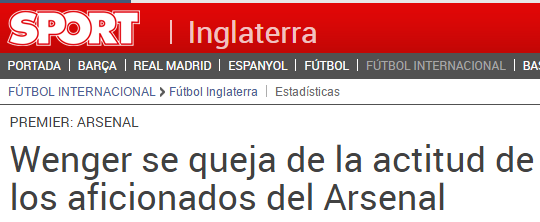 SPORT | Inglaterra
PORTADA | BARÇA | REAL MADRID | ESPANYOL | FÚTBOL | FÚTBOL INTERNACIONAL | BAS
FÚTBOL INTERNACIONAL > Fútbol Inglaterra | Estadísticas
PREMIER: ARSENAL
Wenger se queja de la actitud de
los aficionados del Arsenal